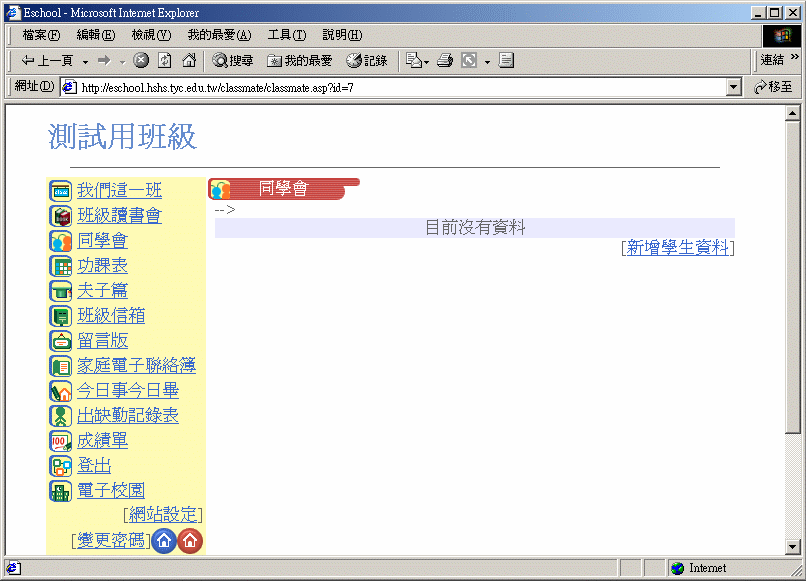 Eschool - Microsoft Internet Explorer
檔案(F) 編輯(E) 檢視(V) 我的最愛(A) 工具(T) 說明(H)
上一頁 搜尋 我的最愛 記錄 連結 »
網址(D) http://eschool.hshs.tyc.edu.tw/classmate/classmate.asp?id=7 移至
測試用班級
我們這一班
班級讀書會
同學會
功課表
夫子篇
班級信箱
留言版
家庭電子聯絡簿
今日事今日畢
出缺勤記錄表
成績單
登出
電子校園
[網站設定]
[變更密碼]
同學會
-->
目前沒有資料
[新增學生資料]
Internet